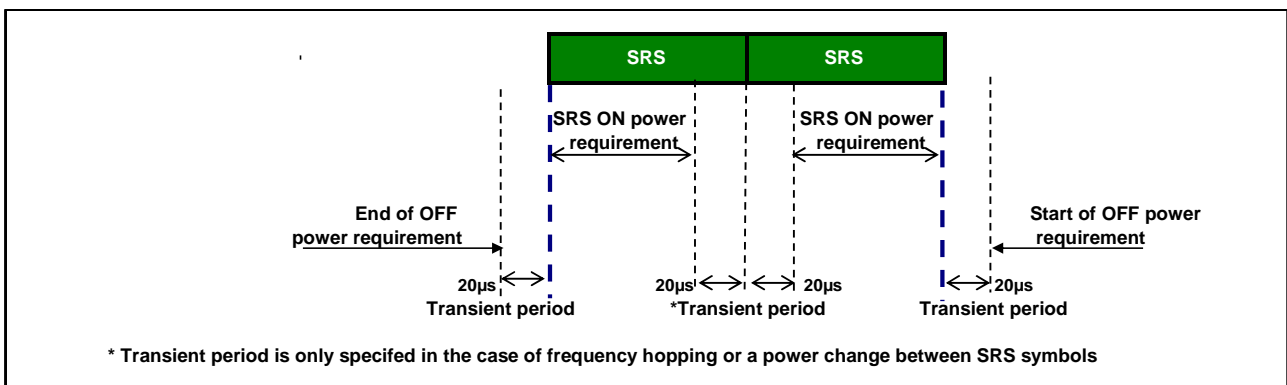 SRS
SRS
SRS ON power
requirement
SRS ON power
requirement
End of OFF
power requirement
Start of OFF power
requirement
20µs
20µs
20µs
20µs
Transient period
*Transient period
Transient period
* Transient period is only specifed in the case of frequency hopping or a power change between SRS symbols